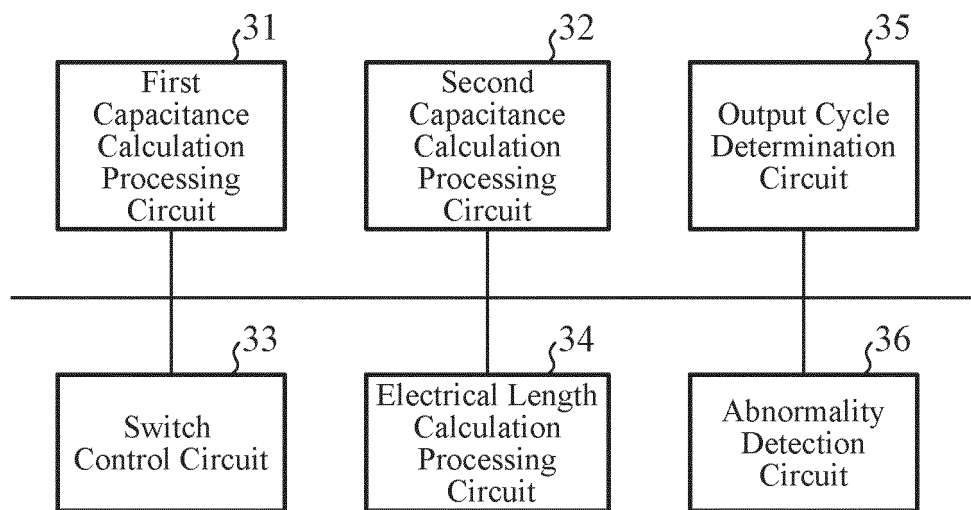 31
First
Capacitance
Calculation
Processing
Circuit
32
Second
Capacitance
Calculation
Processing
Circuit
35
Output Cycle
Determination
Circuit
33
Switch
Control Circuit
34
Electrical Length
Calculation
Processing
Circuit
36
Abnormality
Detection
Circuit